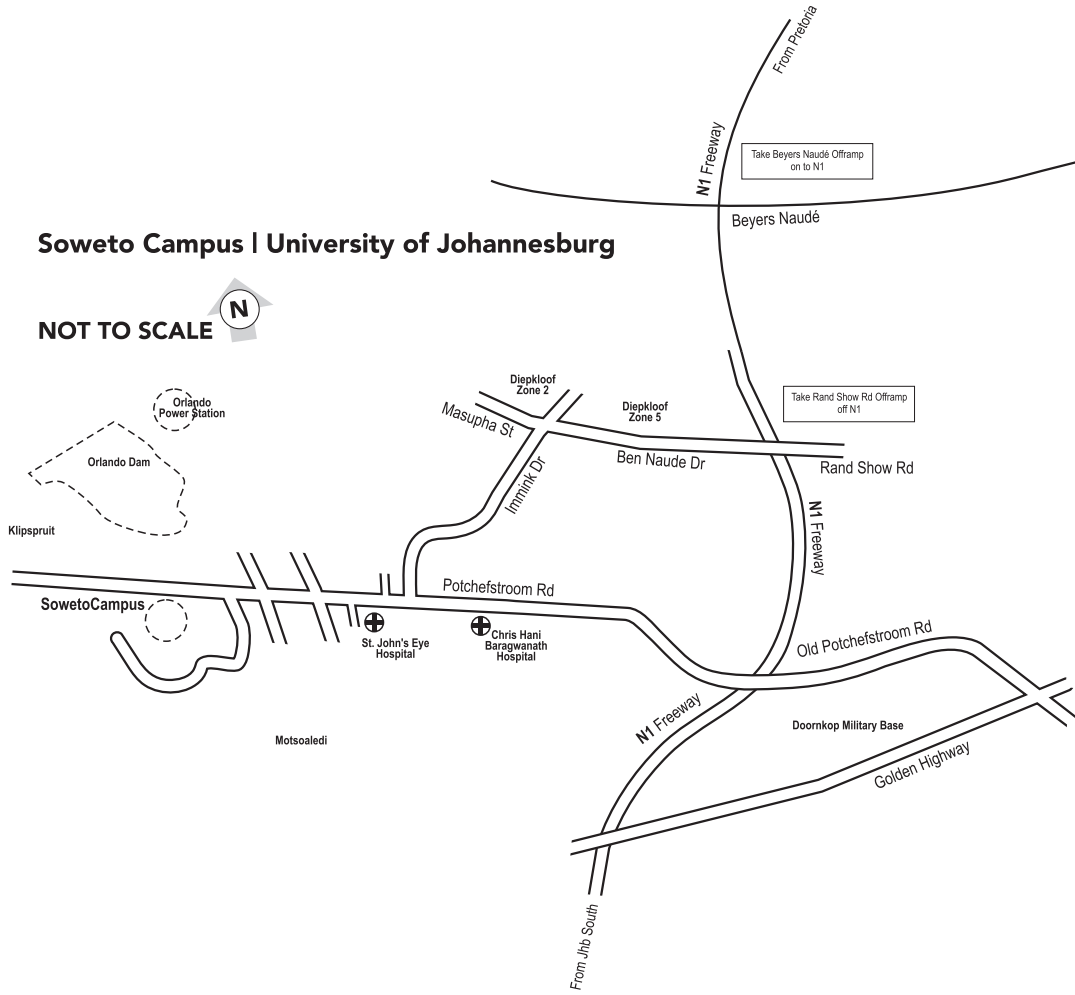 From Pretoria
N1 Freeway
Take Beyers Naudé Offramp
on to N1
Beyers Naudé
Soweto Campus | University of Johannesburg
N
NOT TO SCALE
Diepkloof
Zone 2
Orlando
Power Station
Masupha St
Diepkloof
Zone 5
Take Rand Show Rd Offramp
off N1
Orlando Dam
Immink Dr
Ben Naude Dr
Rand Show Rd
Klipspruit
N1 Freeway
Potchefstroom Rd
SowetoCampus
St. John's Eye
Hospital
Chris Hani
Baragwanath
Hospital
Old Potchefstroom Rd
N1 Freeway
Motsoaledi
Doornkop Military Base
Golden Highway
From Jhb South